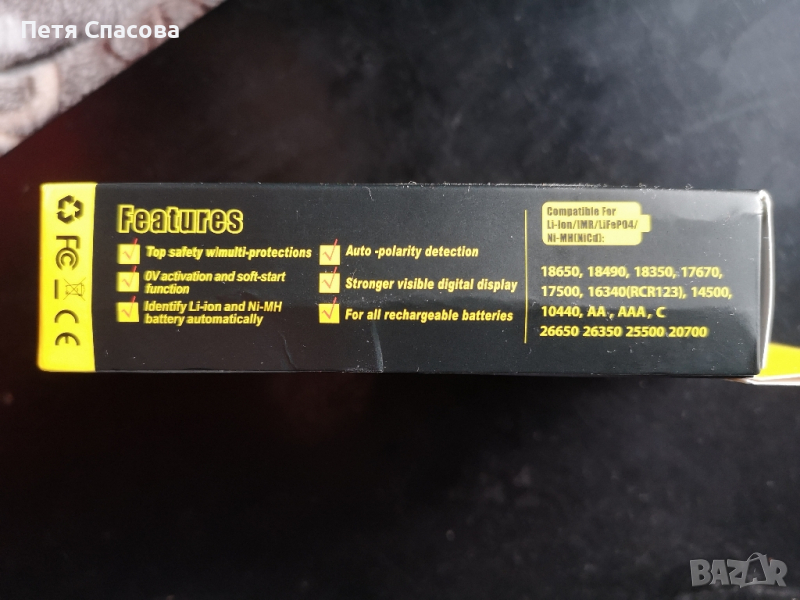 Петя Спасова
Features
Top safety w/multi-protections
0V activation and soft-start
function
Identify Li-ion and Ni-MH
battery automatically
Auto -polarity detection
Stronger visible digital display
For all rechargeable batteries
Compatible For
Li-Ion/IMR/LiFePO4/
Ni-MH(NiCd):
18650, 18490, 18350, 17670,
17500, 16340(RCR123), 14500,
10440, AA , AAA , C
26650 26350 25500 20700
FC
CE
BAZAR